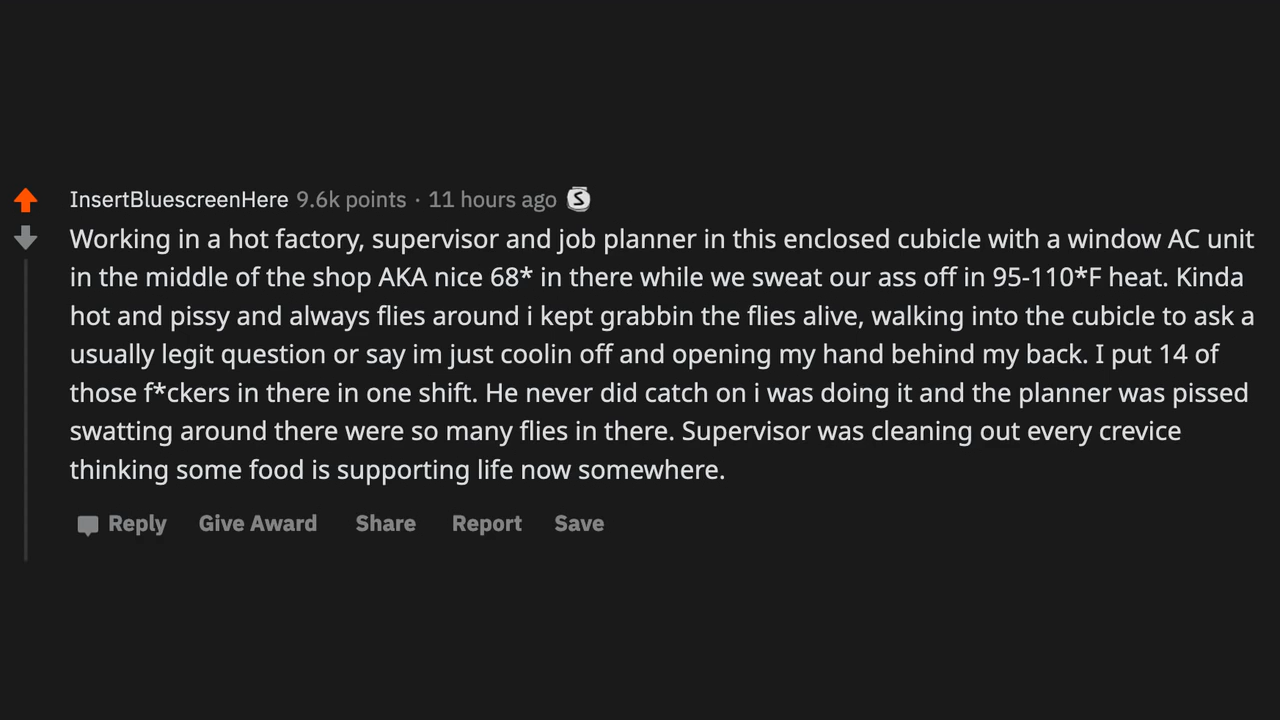 InsertBluescreenHere 9.6k points · 11 hours ago S
Working in a hot factory, supervisor and job planner in this enclosed cubicle with a window AC unit
in the middle of the shop AKA nice 68* in there while we sweat our ass off in 95-110*F heat. Kinda
hot and pissy and always flies around i kept grabbin the flies alive, walking into the cubicle to ask a
usually legit question or say im just coolin off and opening my hand behind my back. I put 14 of
those f*ckers in there in one shift. He never did catch on i was doing it and the planner was pissed
swatting around there were so many flies in there. Supervisor was cleaning out every crevice
thinking some food is supporting life now somewhere.
Reply Give Award Share Report Save